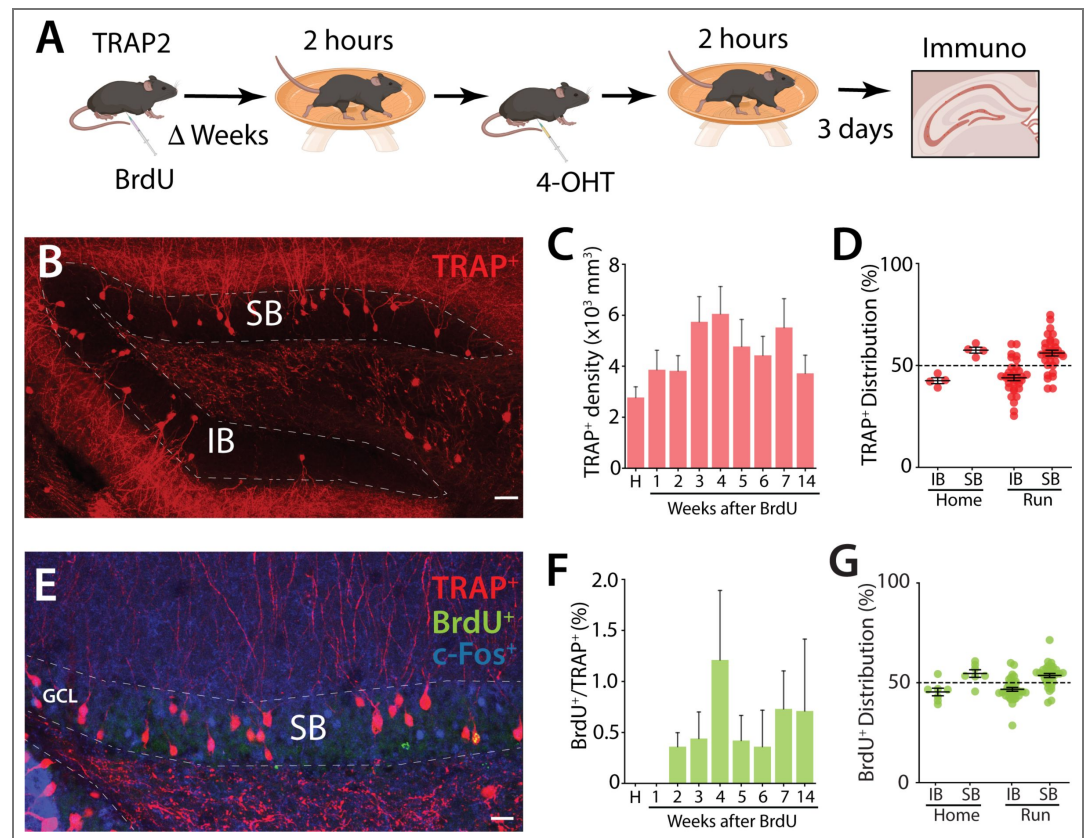 A
TRAP2
2 hours
2 hours
Immuno
Δ Weeks
3 days
BrdU
4-OHT
B
TRAP⁺
SB
IB
C
TRAP⁺ density (x10³ mm³)
8
6
4
2
0
H 1 2 3 4 5 6 7 14
Weeks after BrdU
D
TRAP⁺ Distribution (%)
100
50
0
IB SB IB SB
Home Run
E
TRAP⁺
BrdU⁺
c-Fos⁺
GCL
SB
F
BrdU⁺/TRAP⁺ (%)
2.0
1.5
1.0
0.5
0
H 1 2 3 4 5 6 7 14
Weeks after BrdU
G
BrdU⁺ Distribution (%)
100
50
0
IB SB IB SB
Home Run